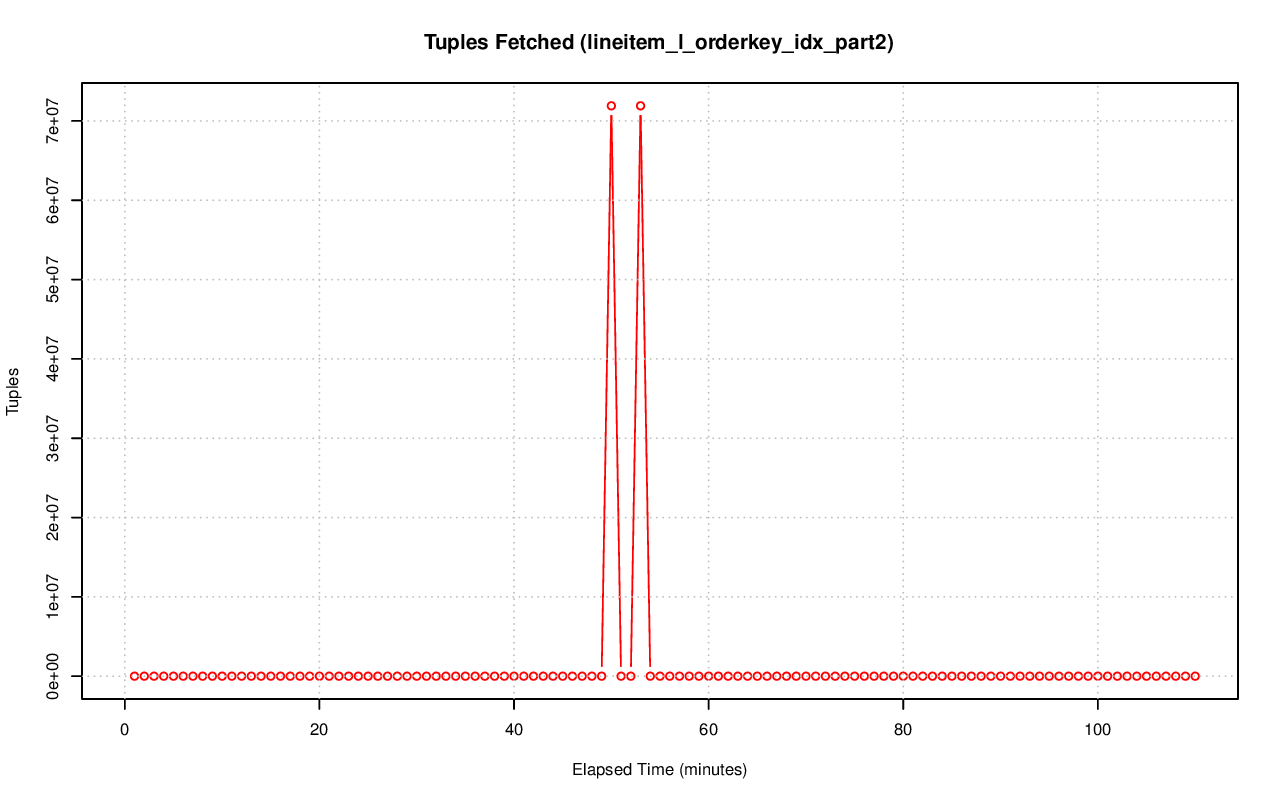 Tuples Fetched (lineitem_l_orderkey_idx_part2)
Tuples
7e+07
6e+07
5e+07
4e+07
3e+07
2e+07
1e+07
0e+00
0 20 40 60 80 100
Elapsed Time (minutes)